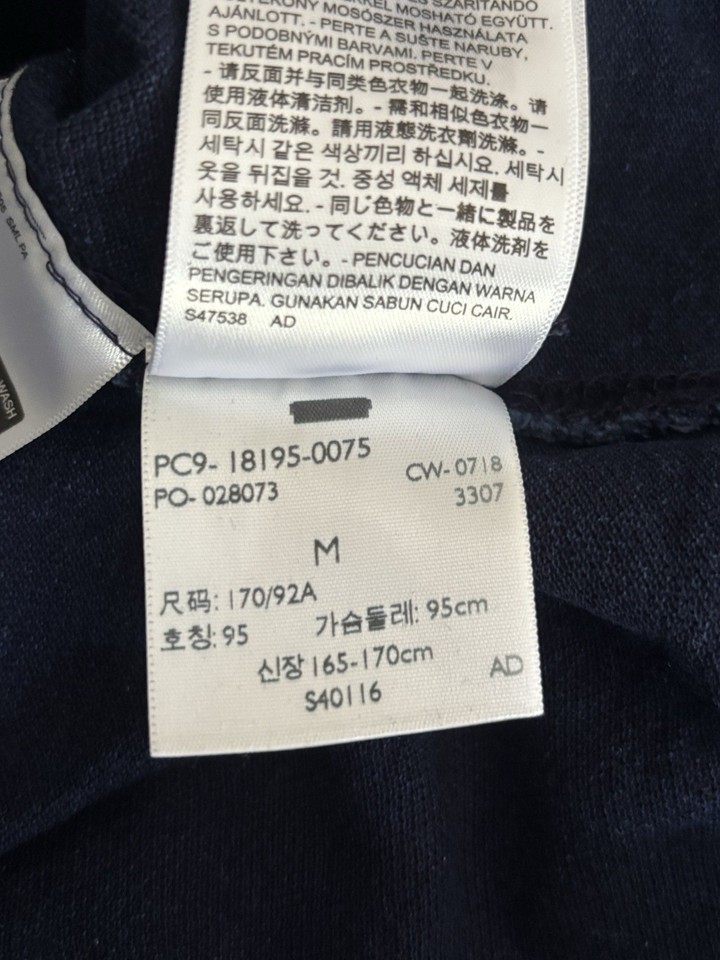 SZÁRÍTANDÓ
MOSHATÓ EGYÜTT.
MOSÓSZER HASZNÁLATA
AJÁNLOTT. - PERTE A SUŠTE NARUBY,
S PODOBNÝMI BARVAMI. PERTE V
TEKUTÉM PRACÍM PROSTŘEDKU.
- 请反面并与同类色衣物一起洗涤。请
使用液体清洁剂。- 需和相似色衣物一
同反面洗滌。請用液態洗衣劑洗滌。-
세탁시 같은 색상끼리 하십시요. 세탁시
옷을 뒤집을 것. 중성 액체 세제를
사용하세요. - 同じ色物と一緒に製品を
裏返して洗ってください。液体洗剤を
ご使用下さい。- PENCUCIAN DAN
PENGERINGAN DIBALIK DENGAN WARNA
SERUPA. GUNAKAN SABUN CUCI CAIR.
S47538 AD
SMLPA
WASH
PC9- 18195-0075
CW- 0718
PO- 028073
3307
M
尺码: 170/92A
호칭: 95
가슴둘레: 95cm
신장 165-170cm
AD
S40116